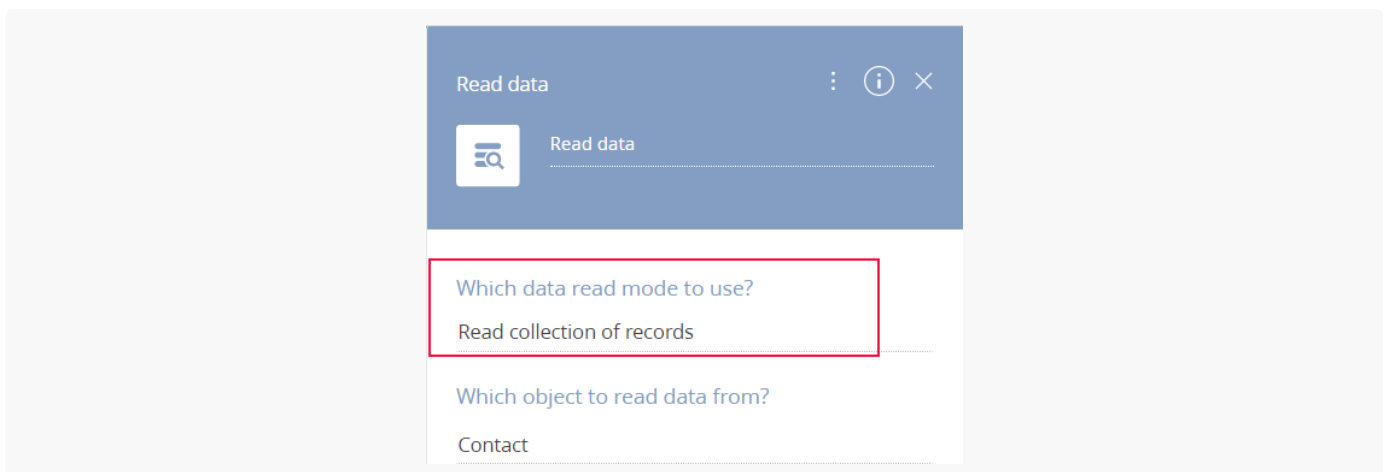 Read data
Read data
Which data read mode to use?
Read collection of records
Which object to read data from?
Contact